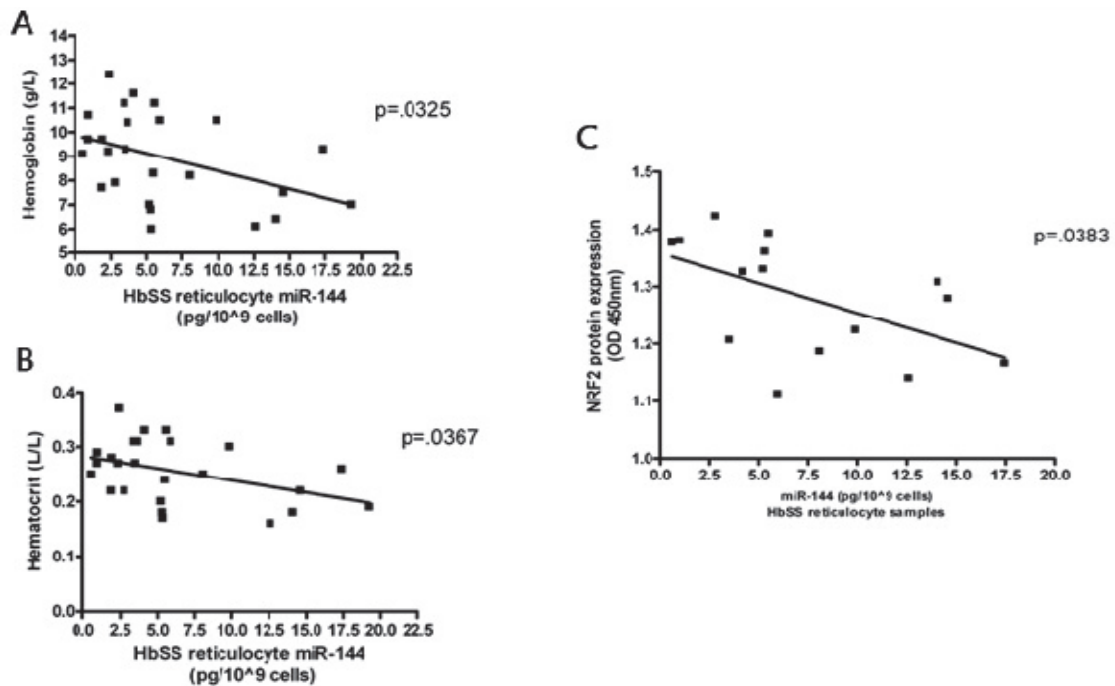 A
14
13
12
11
10
9
8
7
6
5
Hemoglobin (g/L)
p=.0325
0.0 2.5 5.0 7.5 10.0 12.5 15.0 17.5 20.0 22.5
HbSS reticulocyte miR-144
(pg/10^9 cells)
B
0.4
0.3
0.2
0.1
0.0
Hematocrit (L/L)
p=.0367
0.0 2.5 5.0 7.5 10.0 12.5 15.0 17.5 20.0 22.5
HbSS reticulocyte miR-144
(pg/10^9 cells)
C
1.5
1.4
1.3
1.2
1.1
1.0
NRF2 protein expression
(OD 450nm)
p=.0383
0.0 2.5 5.0 7.5 10.0 12.5 15.0 17.5 20.0
miR-144 (pg/10^9 cells)
HbSS reticulocyte samples